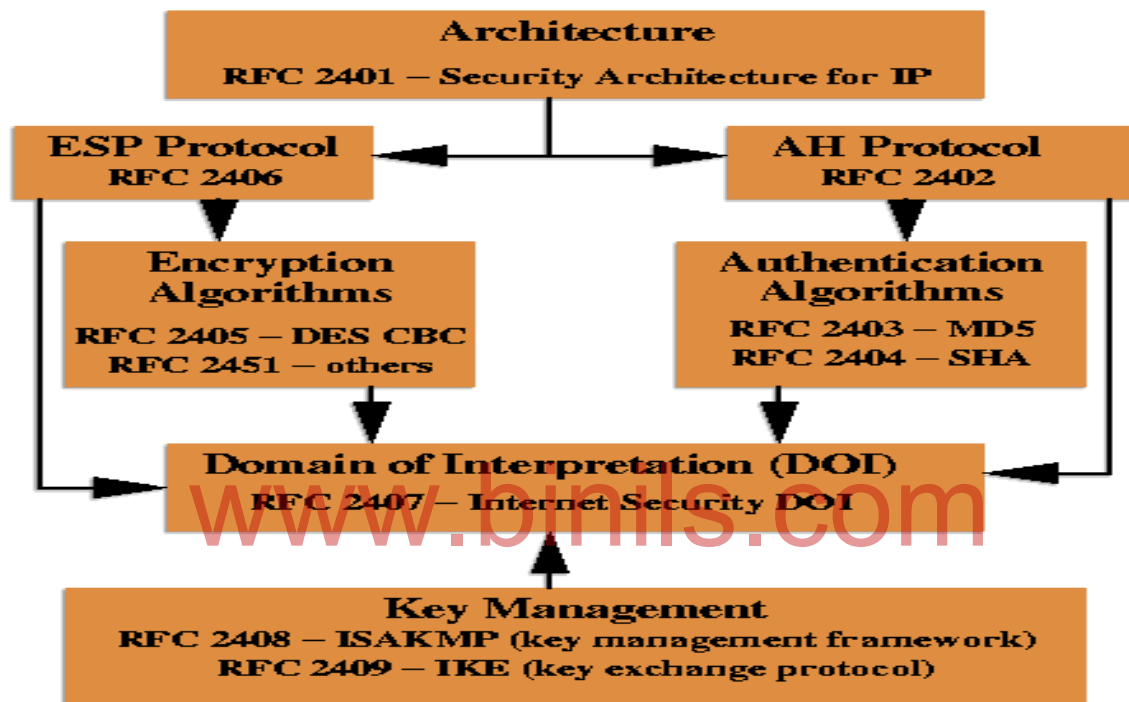 Architecture
RFC 2401 – Security Architecture for IP
ESP Protocol
RFC 2406
AH Protocol
RFC 2402
Encryption
Algorithms
RFC 2405 – DES CBC
RFC 2451 – others
Authentication
Algorithms
RFC 2403 – MD5
RFC 2404 – SHA
Domain of Interpretation (DOI)
RFC 2407 – Internet Security DOI
www.binils.com
Key Management
RFC 2408 – ISAKMP (key management framework)
RFC 2409 – IKE (key exchange protocol)